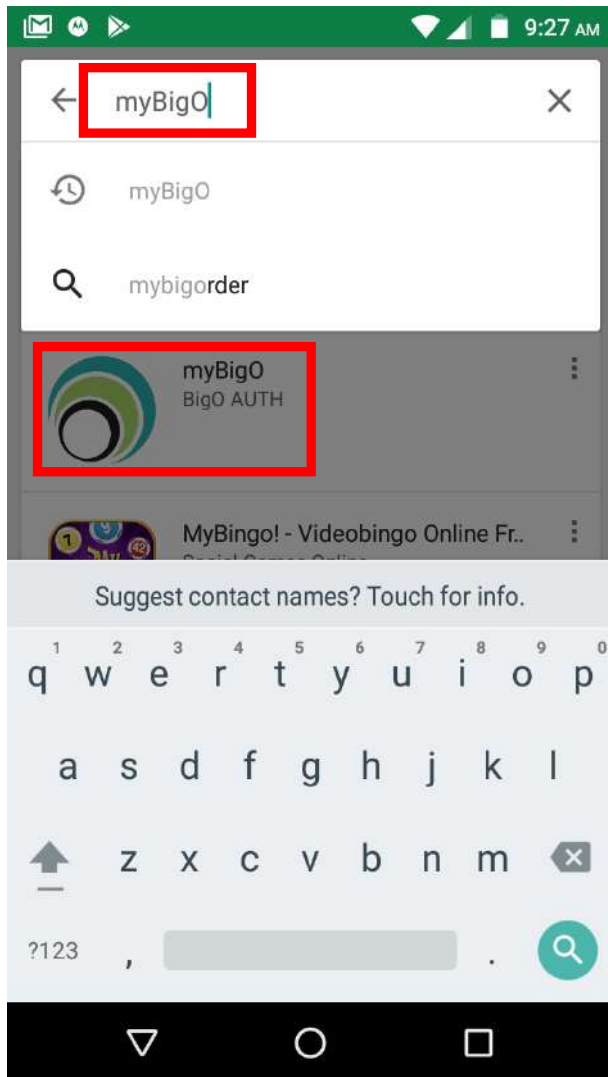 9:27 AM
myBigO
myBigO
mybigorder
myBigO
BigO AUTH
MyBingo! - Videobingo Online Fr..
Suggest contact names? Touch for info.
1 2 3 4 5 6 7 8 9 0
q w e r t y u i o p
a s d f g h j k l
z x c v b n m
?123 , .